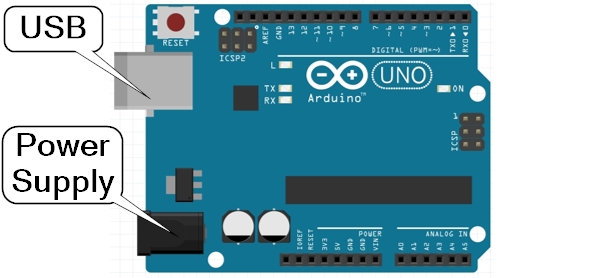 USB
Power
Supply
RESET
ICSP2
AREF
GND
13
12
~11
~10
~9
8
7
~6
~5
4
~3
2
TX0▶1
RX0◀0
DIGITAL (PWM=~)
L
TX
RX
Arduino™
UNO
ON
1
ICSP
IOREF
RESET
3V3
5V
GND
GND
VIN
POWER
ANALOG IN
A0
A1
A2
A3
A4
A5